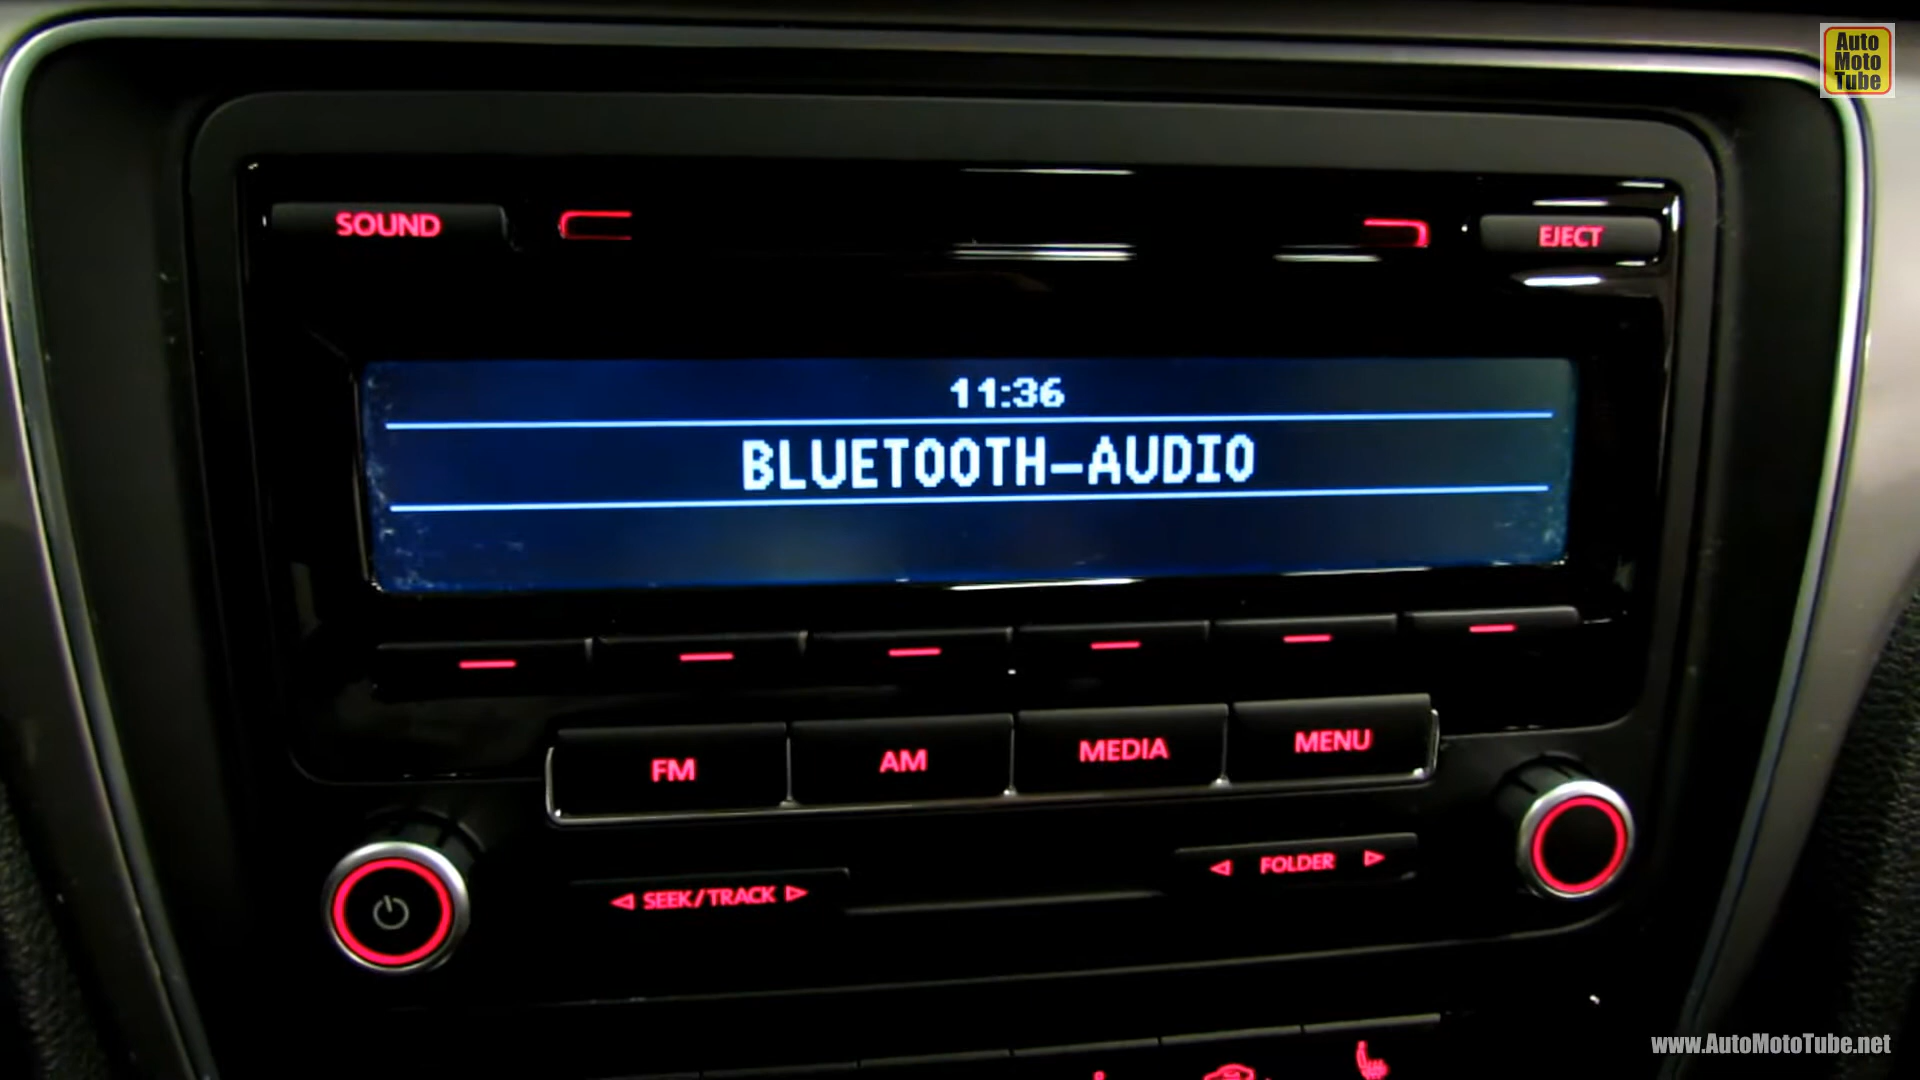 Auto
Moto
Tube
SOUND
EJECT
11:36
BLUETOOTH-AUDIO
FM AM MEDIA MENU
SEEK/TRACK
FOLDER
www.AutoMotoTube.net